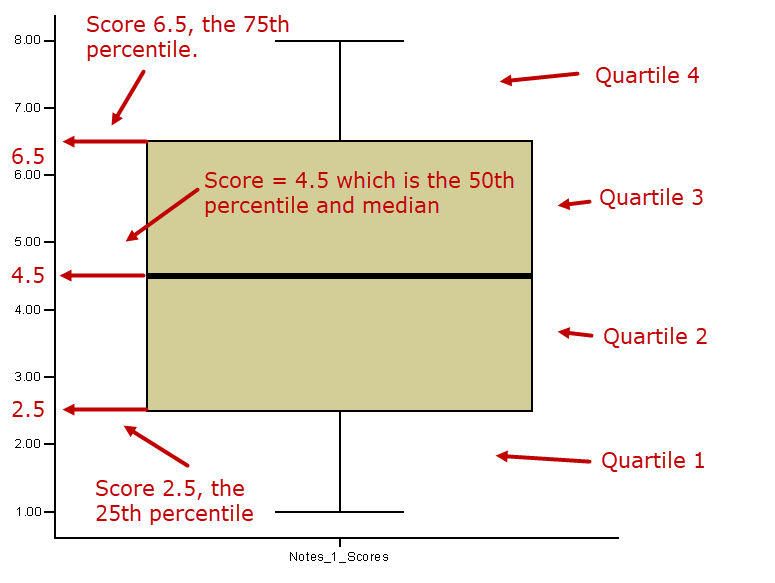 Score 6.5, the 75th
percentile.
8.00
Quartile 4
7.00
6.5
6.00
Score = 4.5 which is the 50th
percentile and median
Quartile 3
5.00
4.5
4.00
Quartile 2
3.00
2.5
2.00
Quartile 1
Score 2.5, the
25th percentile
1.00
Notes_1_Scores